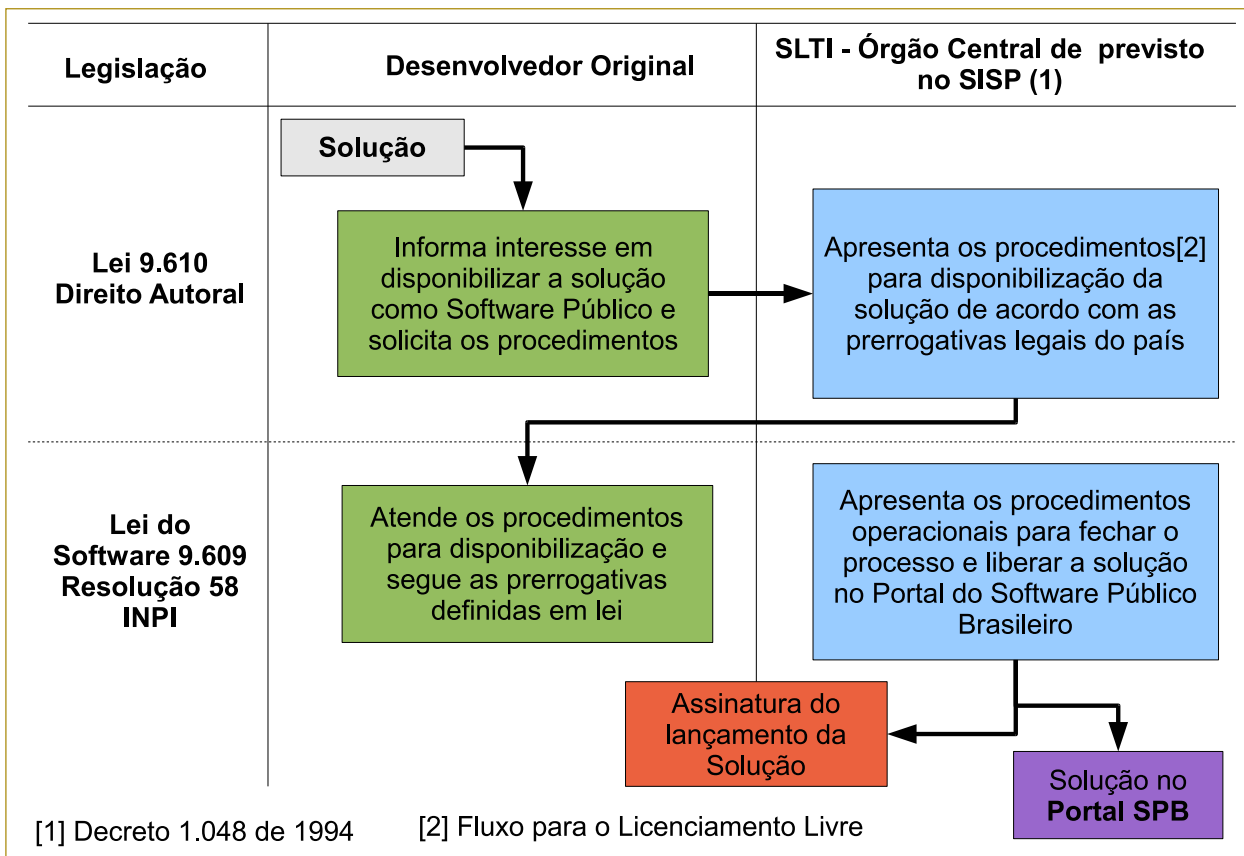 Legislação
Desenvolvedor Original
SLTI - Órgão Central de previsto
no SISP (1)
Solução
Lei 9.610
Direito Autoral
Informa interesse em
disponibilizar a solução
como Software Público e
solicita os procedimentos
Apresenta os procedimentos[2]
para disponibilização da
solução de acordo com as
prerrogativas legais do país
Lei do
Software 9.609
Resolução 58
INPI
Atende os procedimentos
para disponibilização e
segue as prerrogativas
definidas em lei
Apresenta os procedimentos
operacionais para fechar o
processo e liberar a solução
no Portal do Software Público
Brasileiro
Assinatura do
lançamento da
Solução
Solução no
Portal SPB
[1] Decreto 1.048 de 1994
[2] Fluxo para o Licenciamento Livre